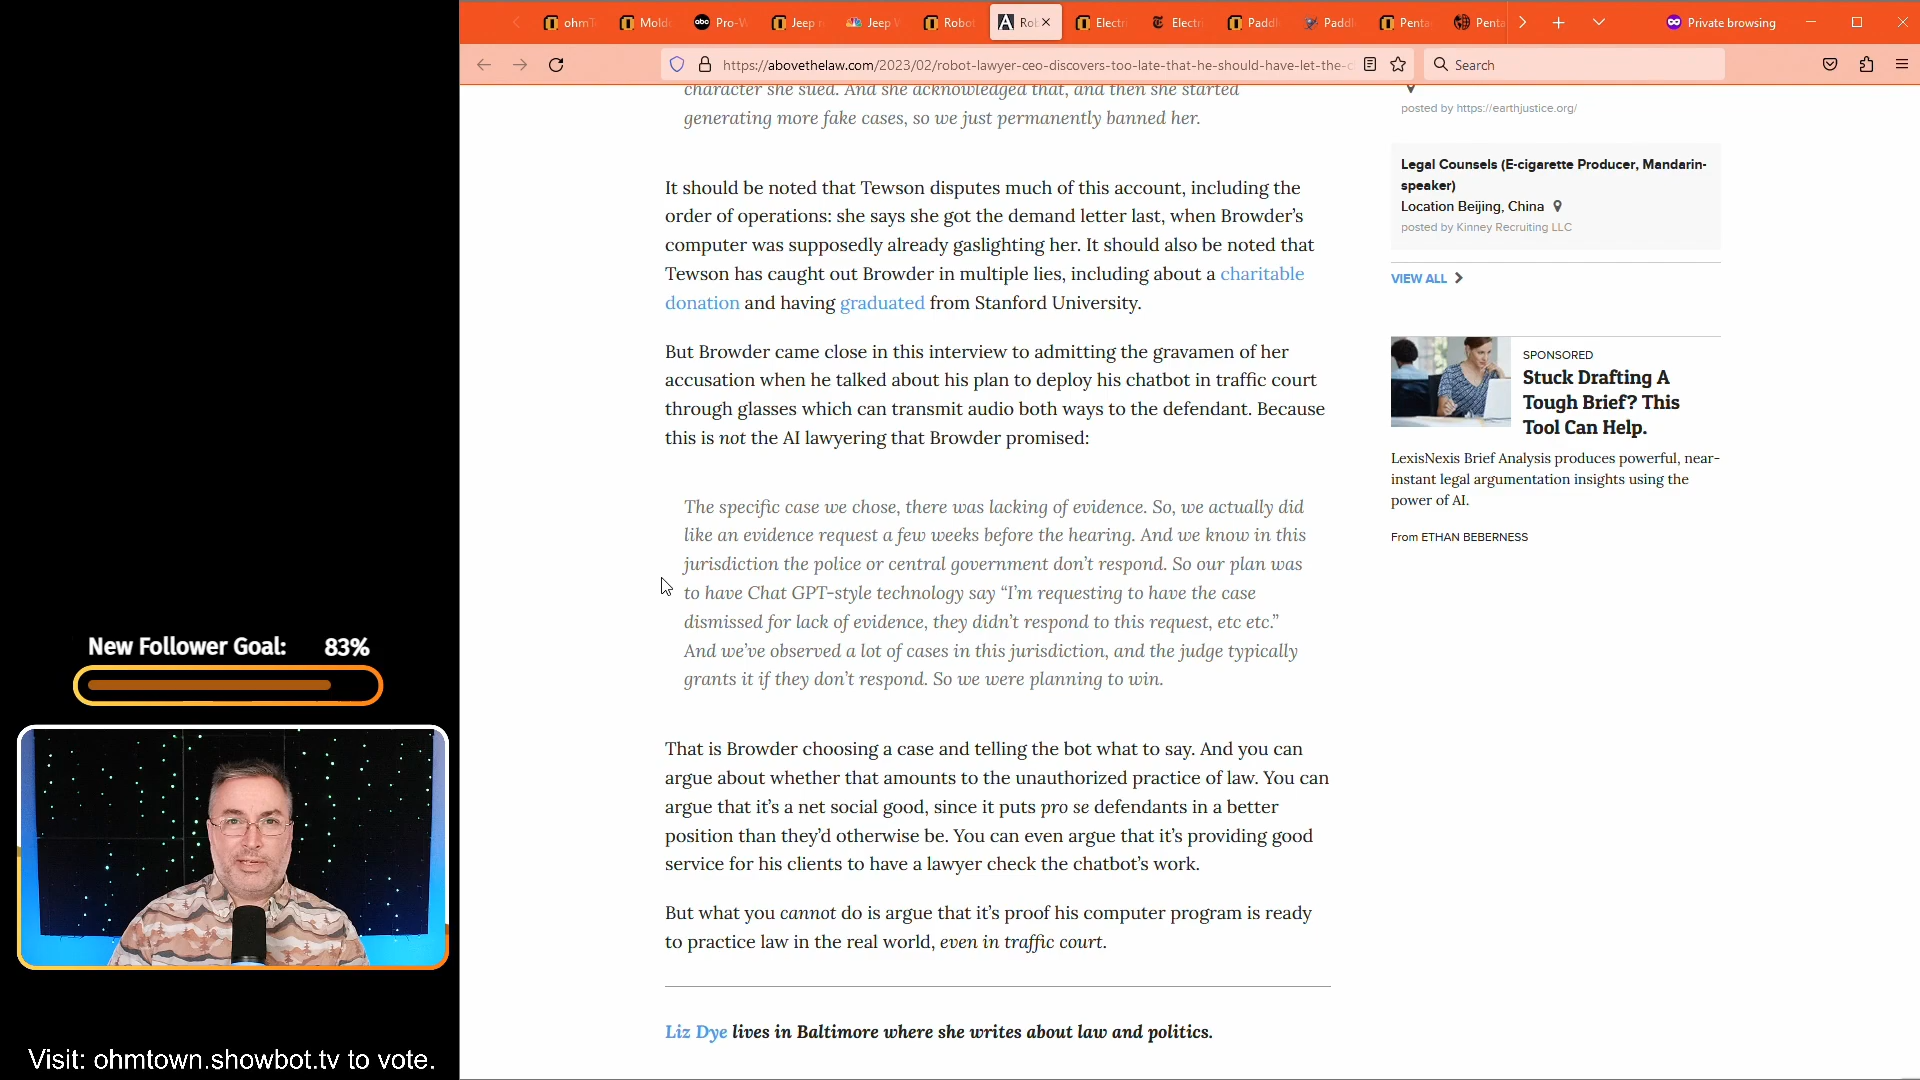 ohmT
Molde
abc
Pro-V
Jeep r
Jeep V
Robot
Rob
Electri
Electri
Paddl
Paddl
Penta
Penta
Private browsing
https://abovethelaw.com/2023/02/robot-lawyer-ceo-discovers-too-late-that-he-should-have-let-the-c
Search
character she sued. And she acknowledged that, and then she started
generating more fake cases, so we just permanently banned her.
It should be noted that Tewson disputes much of this account, including the
order of operations: she says she got the demand letter last, when Browder’s
computer was supposedly already gaslighting her. It should also be noted that
Tewson has caught out Browder in multiple lies, including about a charitable
donation and having graduated from Stanford University.
But Browder came close in this interview to admitting the gravamen of her
accusation when he talked about his plan to deploy his chatbot in traffic court
through glasses which can transmit audio both ways to the defendant. Because
this is not the AI lawyering that Browder promised:
The specific case we chose, there was lacking of evidence. So, we actually did
like an evidence request a few weeks before the hearing. And we know in this
jurisdiction the police or central government don’t respond. So our plan was
to have Chat GPT-style technology say “I’m requesting to have the case
dismissed for lack of evidence, they didn’t respond to this request, etc etc.”
And we’ve observed a lot of cases in this jurisdiction, and the judge typically
grants it if they don’t respond. So we were planning to win.
That is Browder choosing a case and telling the bot what to say. And you can
argue about whether that amounts to the unauthorized practice of law. You can
argue that it’s a net social good, since it puts pro se defendants in a better
position than they’d otherwise be. You can even argue that it’s providing good
service for his clients to have a lawyer check the chatbot’s work.
But what you cannot do is argue that it’s proof his computer program is ready
to practice law in the real world, even in traffic court.
Liz Dye lives in Baltimore where she writes about law and politics.
posted by https://earthjustice.org/
Legal Counsels (E-cigarette Producer, Mandarin-
speaker)
Location Beijing, China
posted by Kinney Recruiting LLC
VIEW ALL
SPONSORED
Stuck Drafting A
Tough Brief? This
Tool Can Help.
LexisNexis Brief Analysis produces powerful, near-
instant legal argumentation insights using the
power of AI.
From ETHAN BEBERNESS
New Follower Goal: 83%
Visit: ohmtown.showbot.tv to vote.